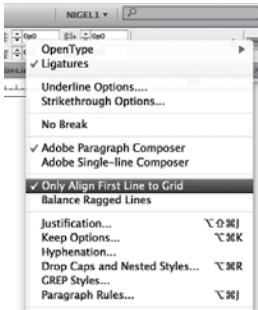 NIGEL1
0p0 0p0
OpenType
✓ Ligatures
Underline Options....
Strikethrough Options...
No Break
✓ Adobe Paragraph Composer
Adobe Single-line Composer
✓ Only Align First Line to Grid
Balance Ragged Lines
Justification... ⌥⇧⌘J
Keep Options... ⌥⌘K
Hyphenation...
Drop Caps and Nested Styles... ⌥⌘R
GREP Styles...
Paragraph Rules... ⌥⌘J